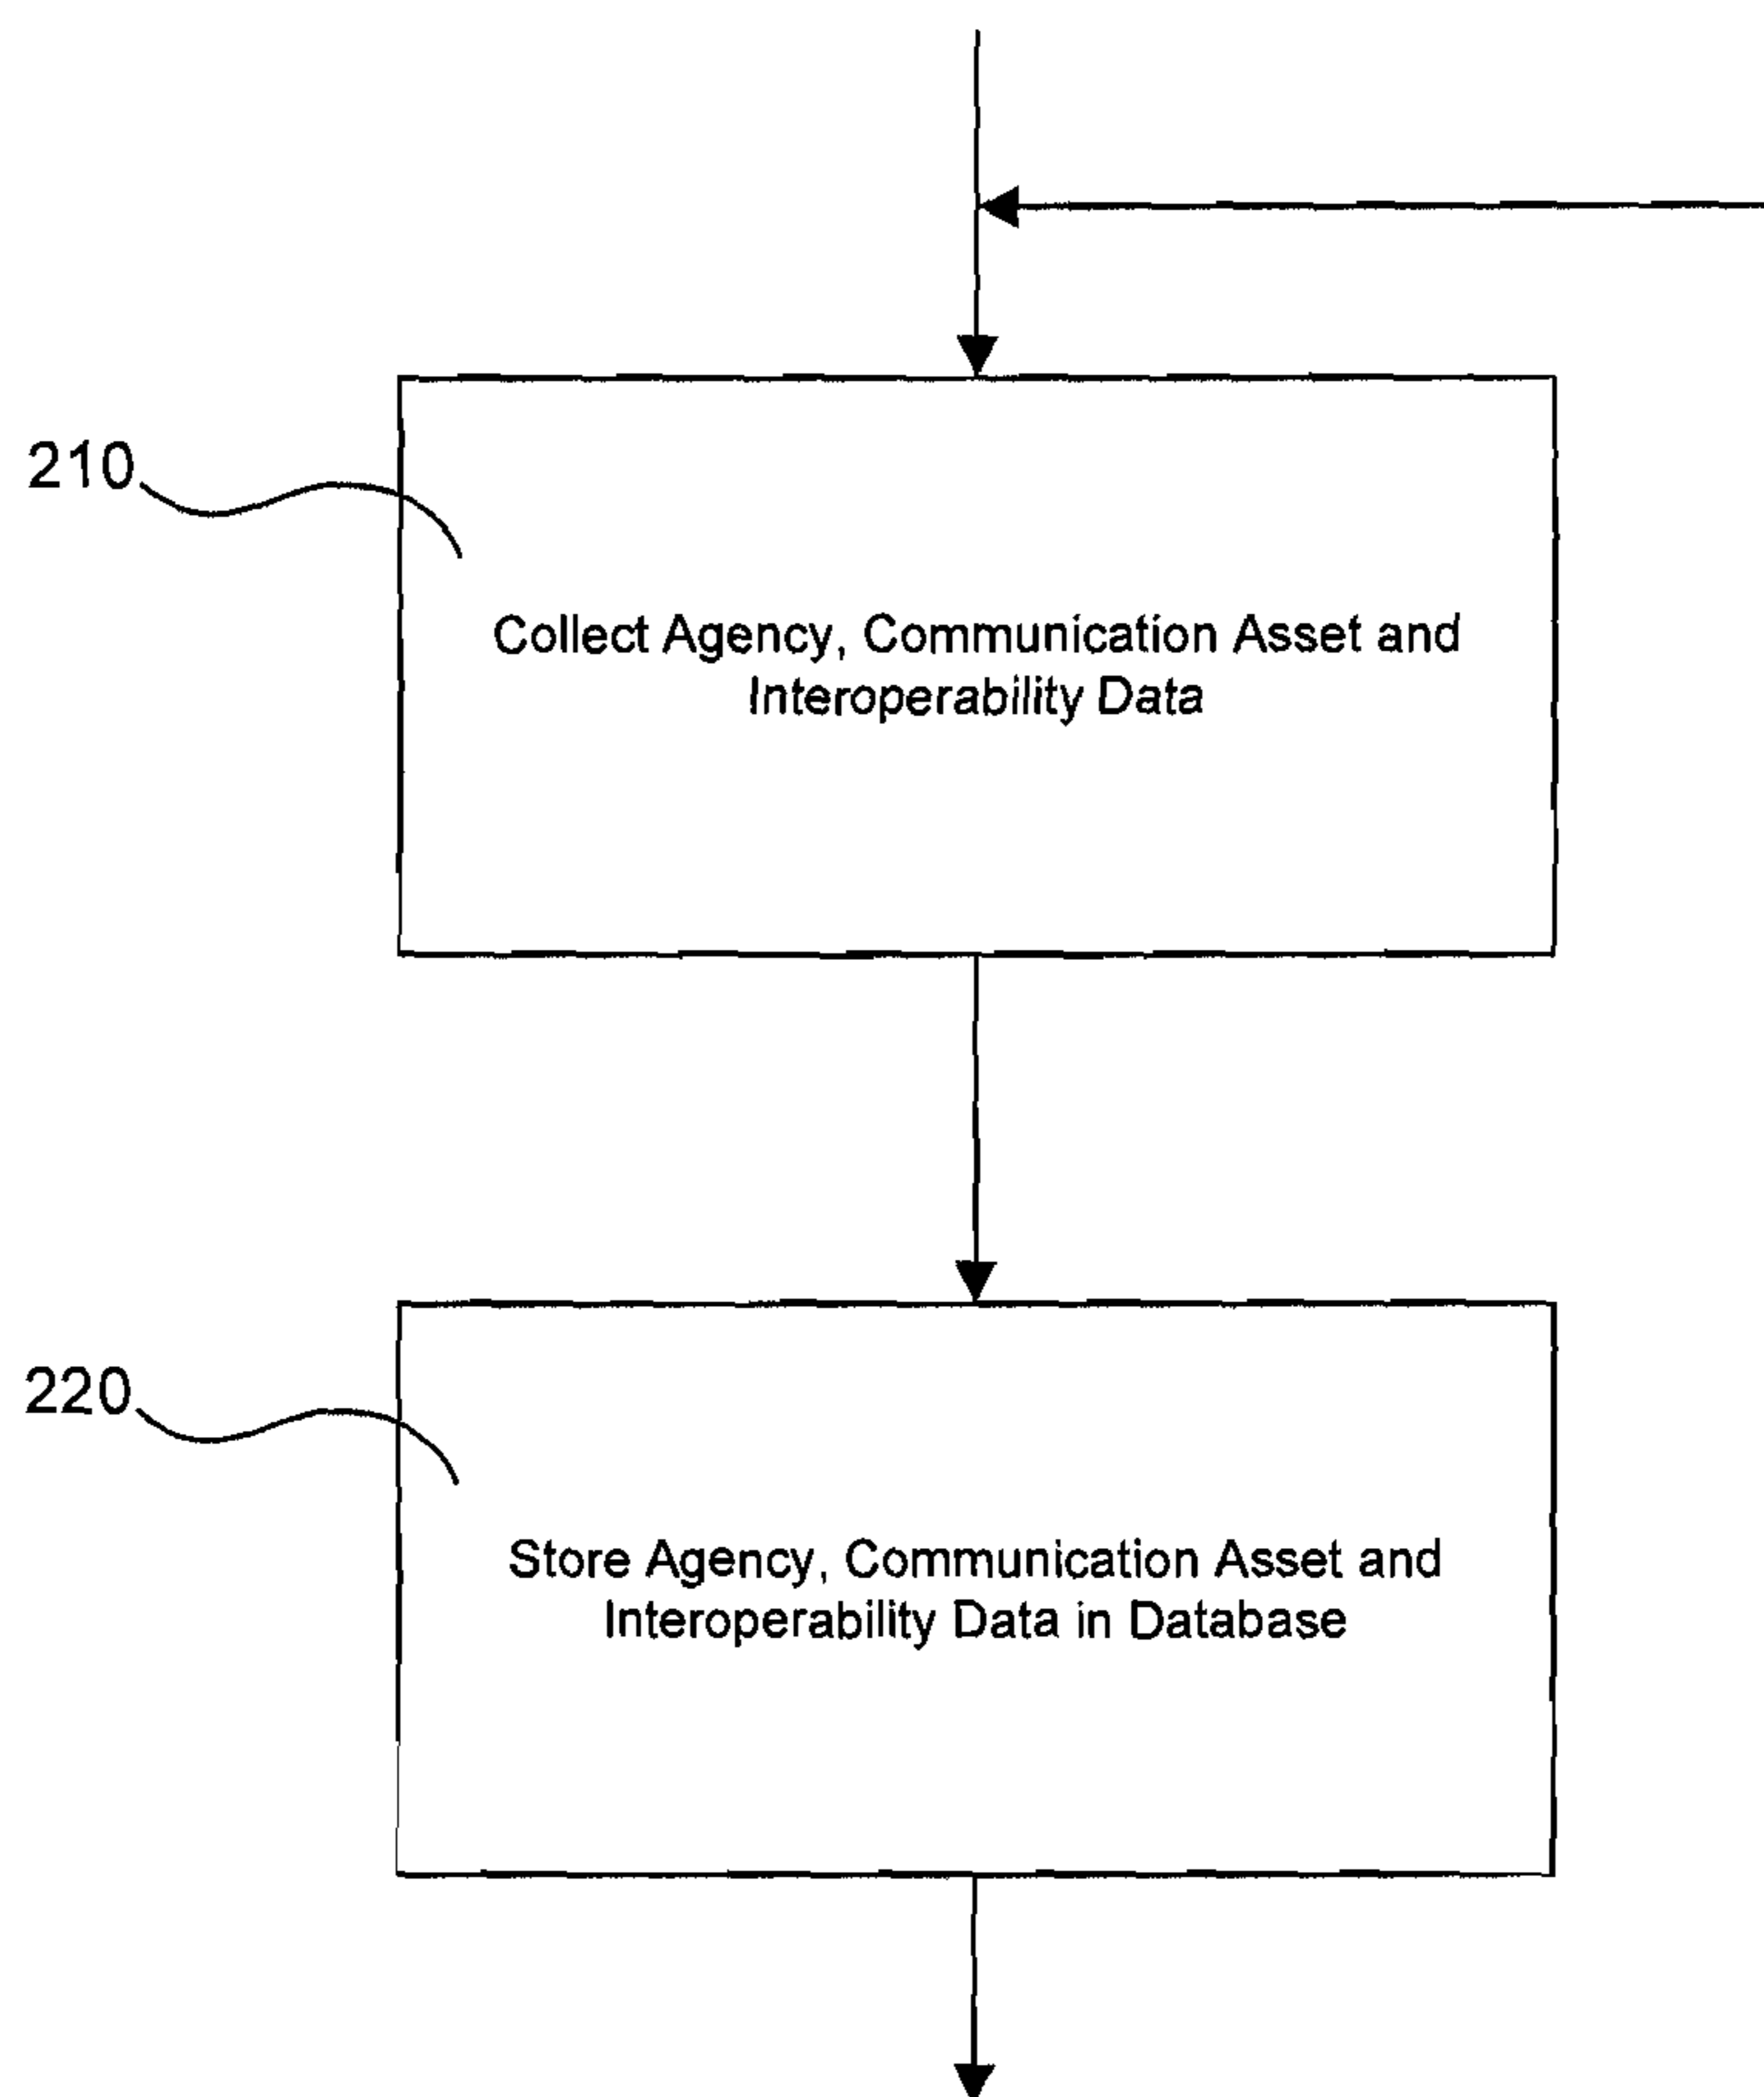 210
Collect Agency, Communication Asset and
Interoperability Data
220
Store Agency, Communication Asset and
Interoperability Data in Database